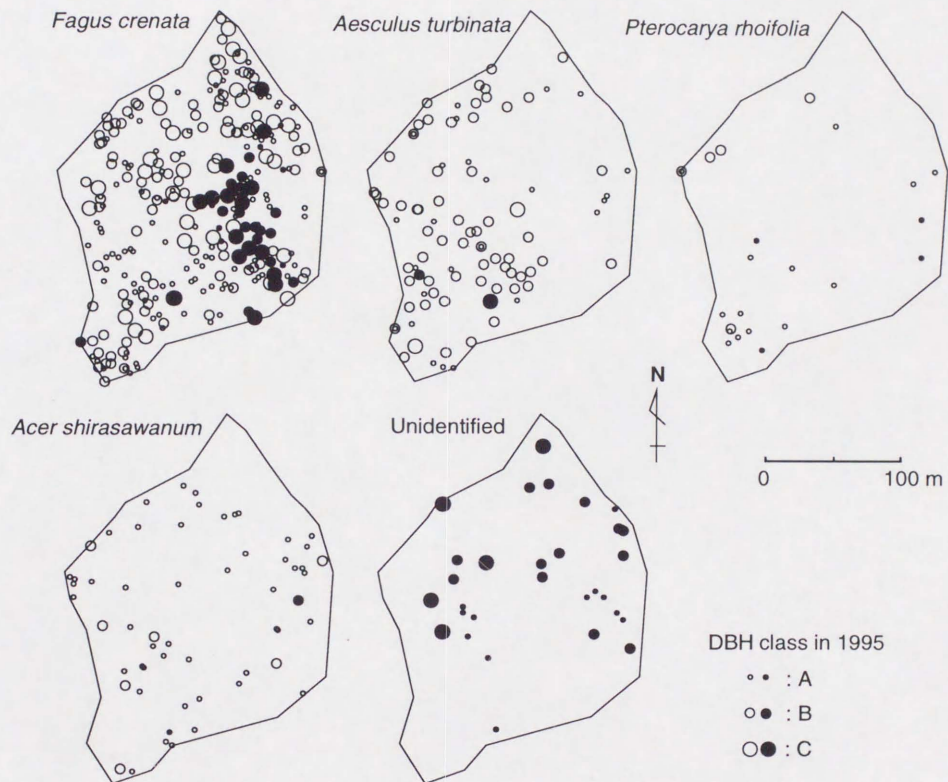 Fagus crenata
Aesculus turbinata
Pterocarya rhoifolia
Acer shirasawanum
Unidentified
N
0 100 m
DBH class in 1995
: A
: B
: C